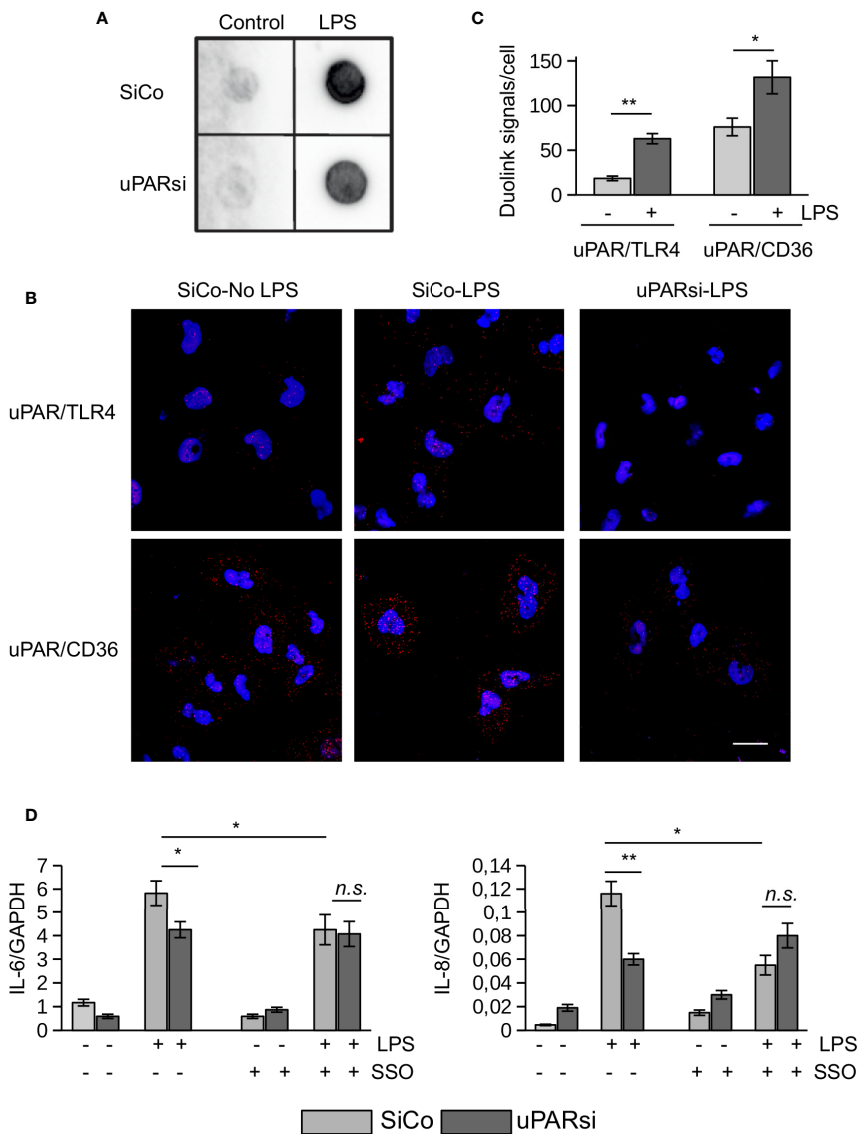 A
Control LPS
SiCo
uPARsi
C
Duolink signals/cell
150
100
50
0
**
*
- + - + LPS
uPAR/TLR4 uPAR/CD36
B
SiCo-No LPS SiCo-LPS uPARsi-LPS
uPAR/TLR4
uPAR/CD36
D
IL-6/GAPDH
7
6
5
4
3
2
1
0
*
*
n.s.
- - + + - - + + LPS
- - - - + + + + SSO
IL-8/GAPDH
0,14
0,12
0,1
0,08
0,06
0,04
0,02
0
*
**
n.s.
- - + + - - + + LPS
- - - - + + + + SSO
SiCo uPARsi